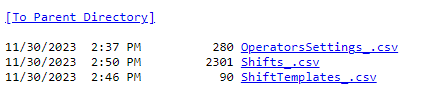 [To Parent Directory]
11/30/2023  2:37 PM          280 OperatorsSettings_.csv
11/30/2023  2:50 PM         2301 Shifts_.csv
11/30/2023  2:46 PM           90 ShiftTemplates_.csv